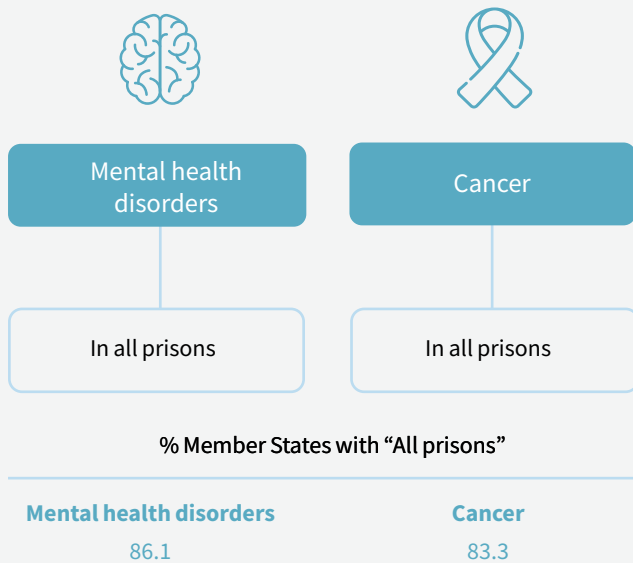 Mental health
disorders
Cancer
In all prisons
In all prisons
% Member States with “All prisons”
Mental health disorders
Cancer
86.1
83.3